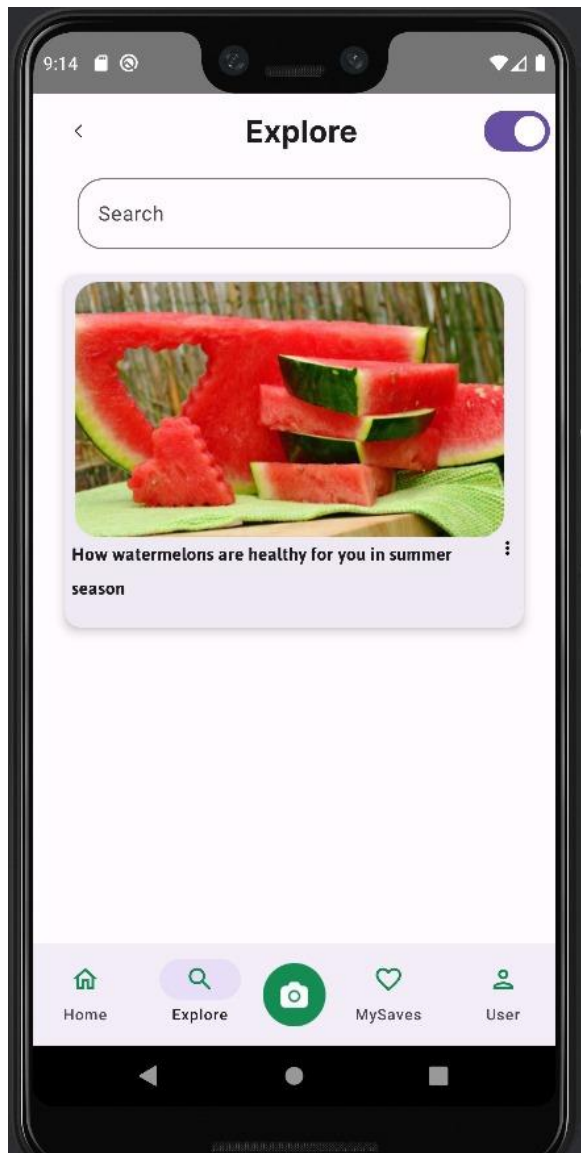 9:14
Explore
Search
How watermelons are healthy for you in summer
season
Home Explore MySaves User